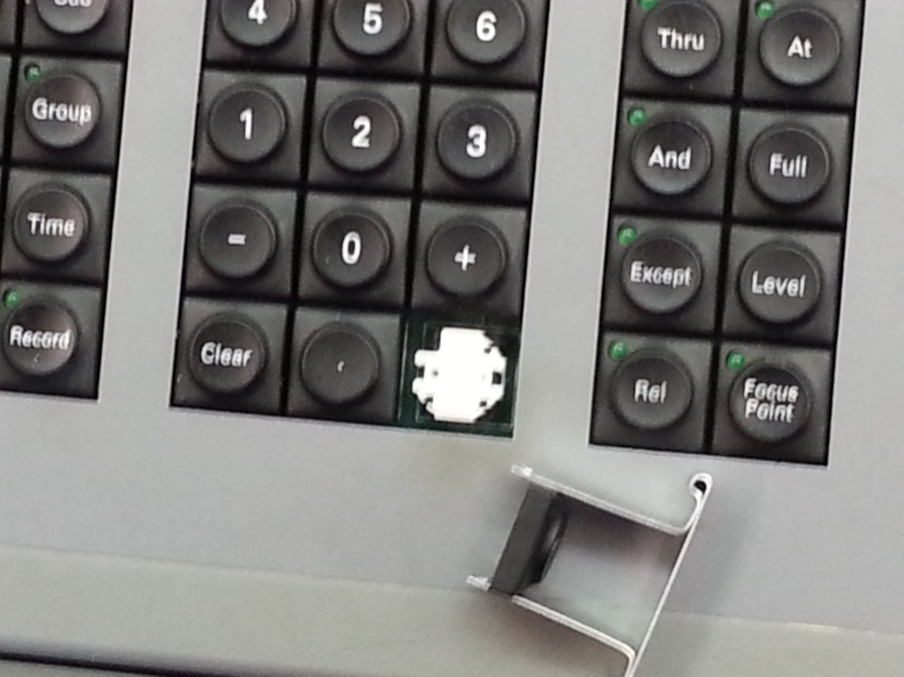 4 5 6 Thru At
Group 1 2 3 And Full
Time - 0 + Except Level
Record Clear . Rel Focus
Point